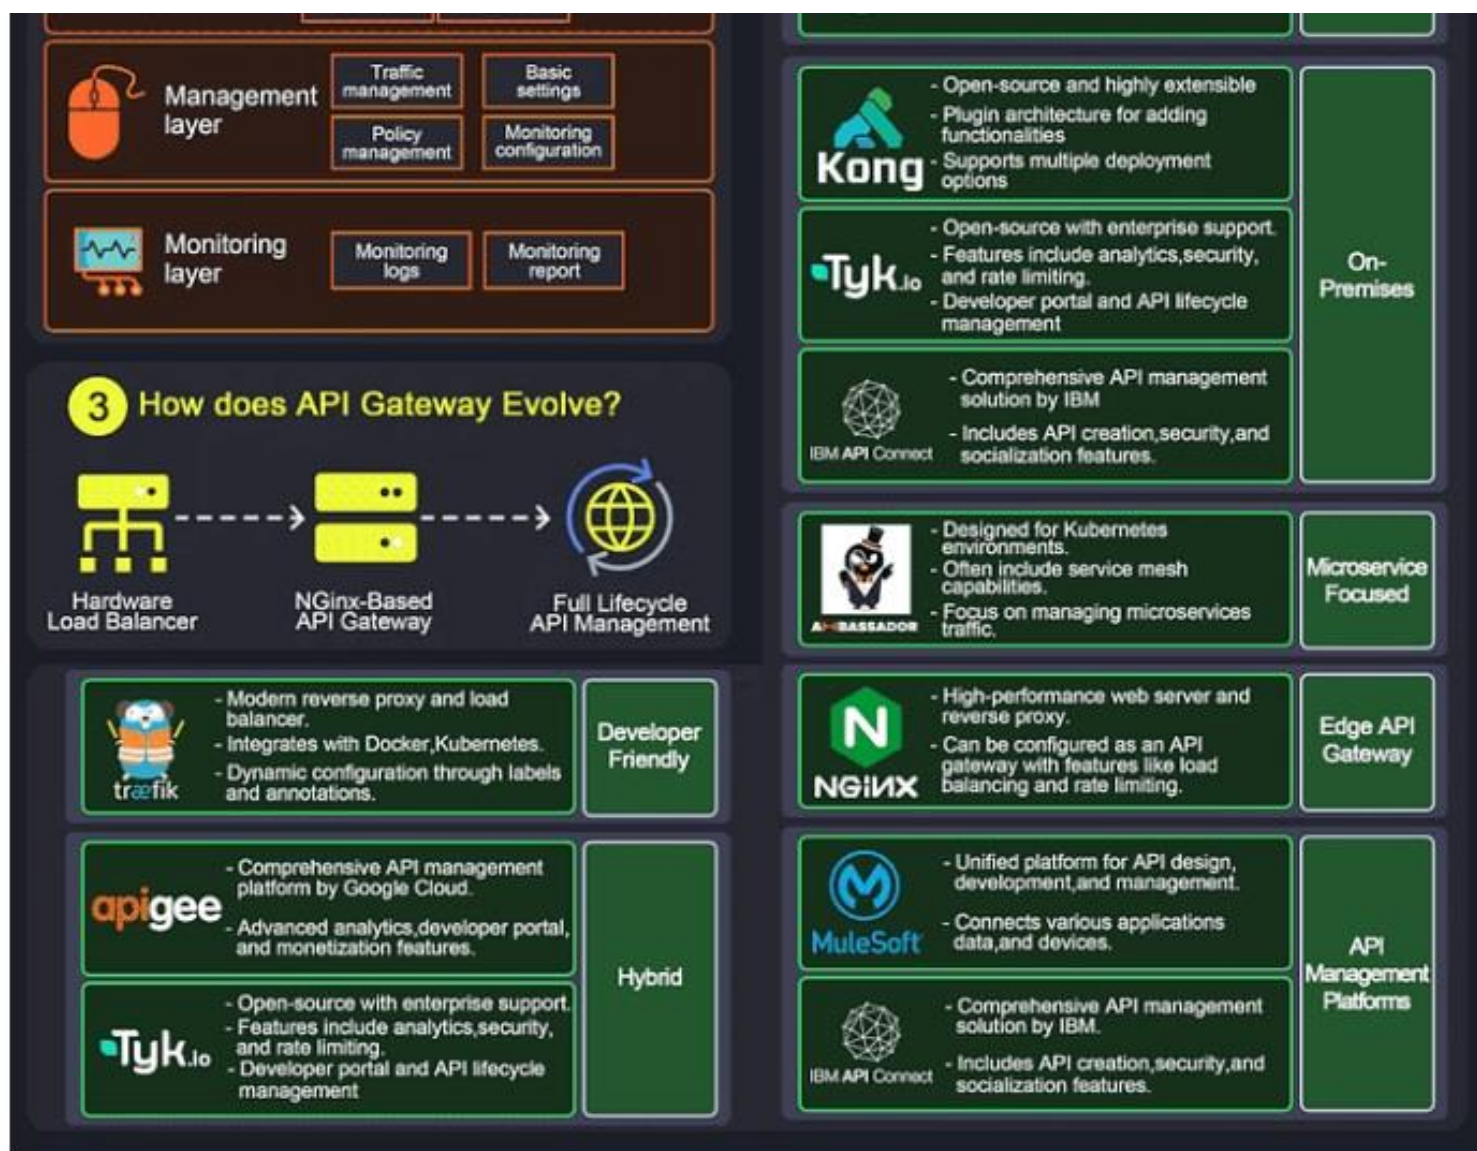 Management
layer
Traffic
management
Basic
settings
Policy
management
Monitoring
configuration
Monitoring
layer
Monitoring
logs
Monitoring
report
3 How does API Gateway Evolve?
Hardware
Load Balancer
NGinx-Based
API Gateway
Full Lifecycle
API Management
træfik
- Modern reverse proxy and load
balancer.
- Integrates with Docker,Kubernetes.
- Dynamic configuration through labels
and annotations.
Developer
Friendly
apigee
- Comprehensive API management
platform by Google Cloud.
- Advanced analytics,developer portal,
and monetization features.
Tyk.io
- Open-source with enterprise support.
- Features include analytics,security,
and rate limiting.
- Developer portal and API lifecycle
management
Hybrid
Kong
- Open-source and highly extensible
- Plugin architecture for adding
functionalities
- Supports multiple deployment
options
Tyk.io
- Open-source with enterprise support.
- Features include analytics,security,
and rate limiting.
- Developer portal and API lifecycle
management
IBM API Connect
- Comprehensive API management
solution by IBM
- Includes API creation,security,and
socialization features.
On-
Premises
AMBASSADOR
- Designed for Kubernetes
environments.
- Often include service mesh
capabilities.
- Focus on managing microservices
traffic.
Microservice
Focused
N
NGiNX
- High-performance web server and
reverse proxy.
- Can be configured as an API
gateway with features like load
balancing and rate limiting.
Edge API
Gateway
MuleSoft
- Unified platform for API design,
development,and management.
- Connects various applications
data,and devices.
IBM API Connect
- Comprehensive API management
solution by IBM.
- Includes API creation,security,and
socialization features.
API
Management
Platforms